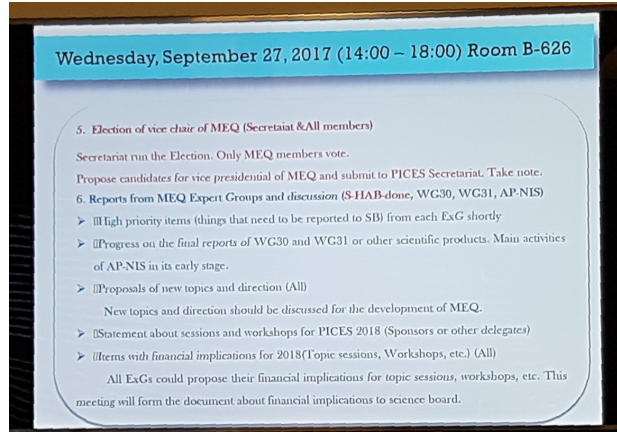 Wednesday, September 27, 2017 (14:00 – 18:00) Room B-626
5. Election of vice chair of MEQ (Secretaiat &All members)
Secretariat run the Election. Only MEQ members vote.
Propose candidates for vice presidential of MEQ and submit to PICES Secretariat. Take note.
6. Reports from MEQ Expert Groups and discussion (S-HAB-done, WG30, WG31, AP-NIS)
➢ High priority items (things that need to be reported to SB) from each ExG shortly
➢ Progress on the final reports of WG30 and WG31 or other scientific products. Main activities
of AP-NIS in its early stage.
➢ Proposals of new topics and direction (All)
New topics and direction should be discussed for the development of MEQ.
➢ Statement about sessions and workshops for PICES 2018 (Sponsors or other delegates)
➢ Items with financial implications for 2018(Topic sessions, Workshops, etc.) (All)
All ExGs could propose their financial implications for topic sessions, workshops, etc. This
meeting will form the document about financial implications to science board.